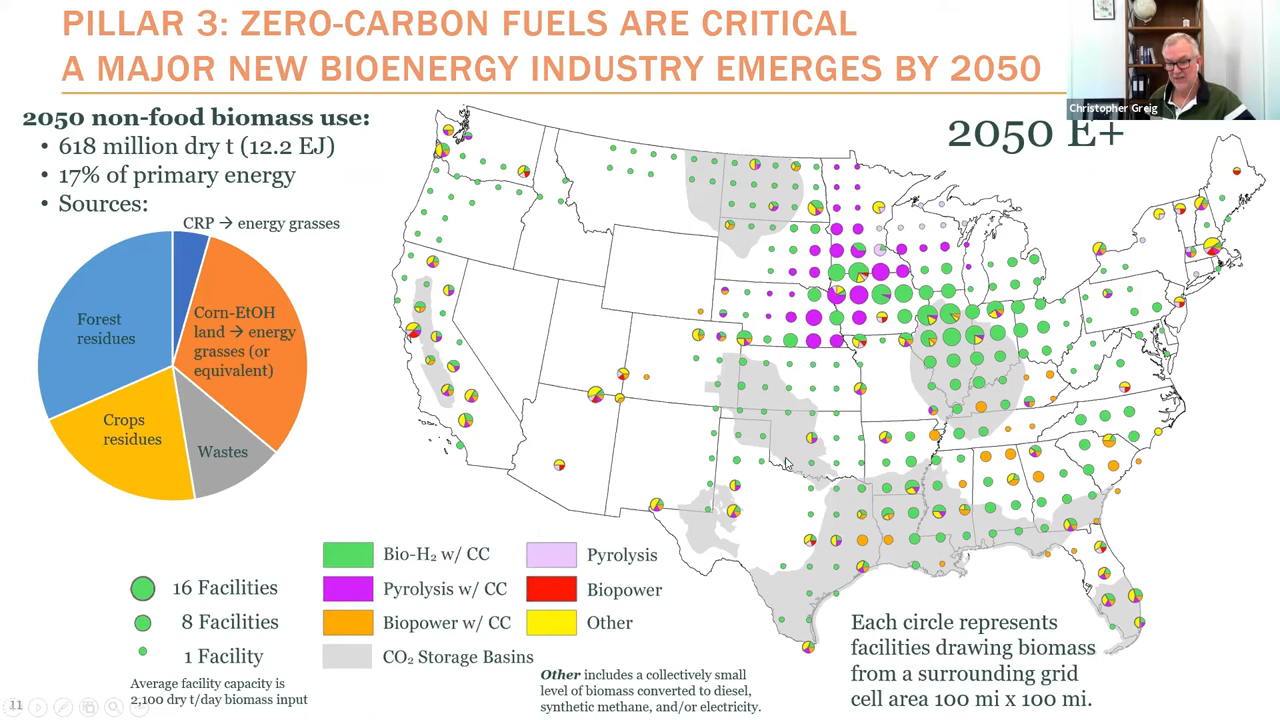 PILLAR 3: ZERO-CARBON FUELS ARE CRITICAL
A MAJOR NEW BIOENERGY INDUSTRY EMERGES BY 2050
Christopher Greig
2050 non-food biomass use:
• 618 million dry t (12.2 EJ)
• 17% of primary energy
• Sources:
2050 E+
CRP → energy grasses
Forest
residues
Corn-EtOH
land → energy
grasses (or
equivalent)
Crops
residues
Wastes
16 Facilities
8 Facilities
1 Facility
Average facility capacity is
2,100 dry t/day biomass input
Bio-H₂ w/ CC
Pyrolysis w/ CC
Biopower w/ CC
CO₂ Storage Basins
Pyrolysis
Biopower
Other
Other includes a collectively small
level of biomass converted to diesel,
synthetic methane, and/or electricity.
Each circle represents
facilities drawing biomass
from a surrounding grid
cell area 100 mi x 100 mi.
11